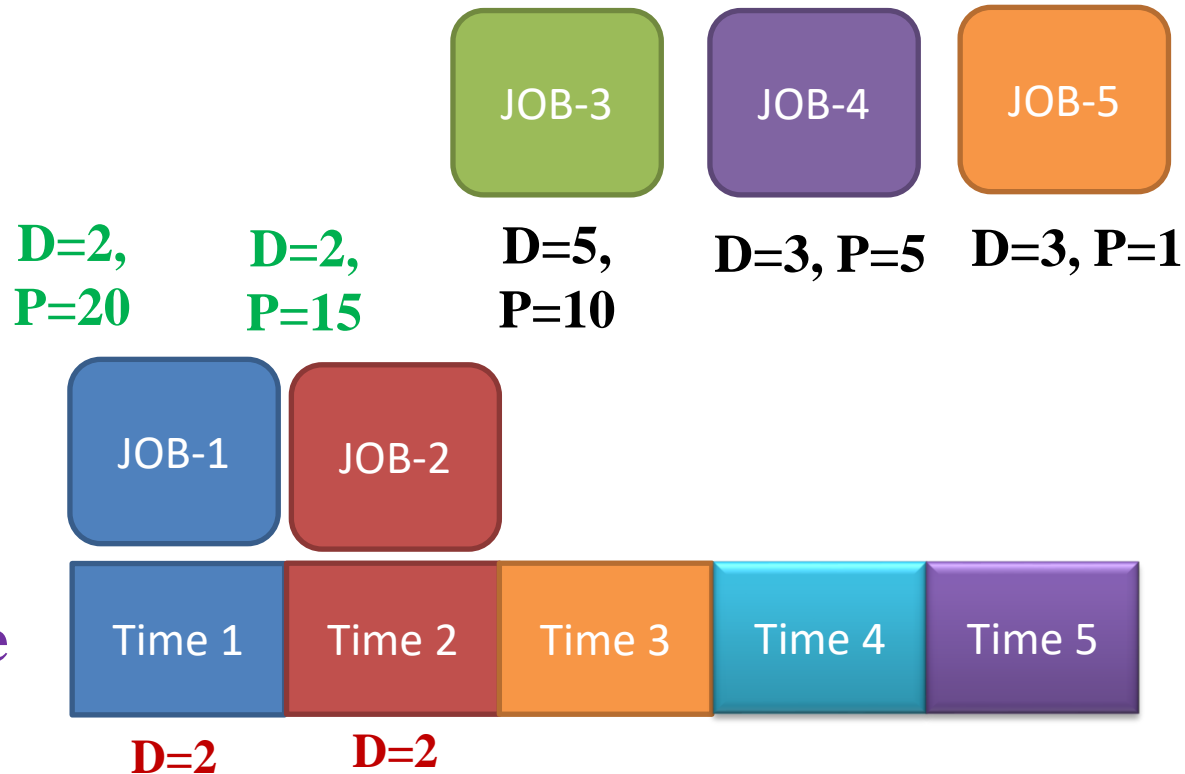 JOB-3
JOB-4
JOB-5
D=2,
P=20
D=2,
P=15
D=5,
P=10
D=3, P=5
D=3, P=1
JOB-1
JOB-2
e
Time 1
Time 2
Time 3
Time 4
Time 5
D=2
D=2